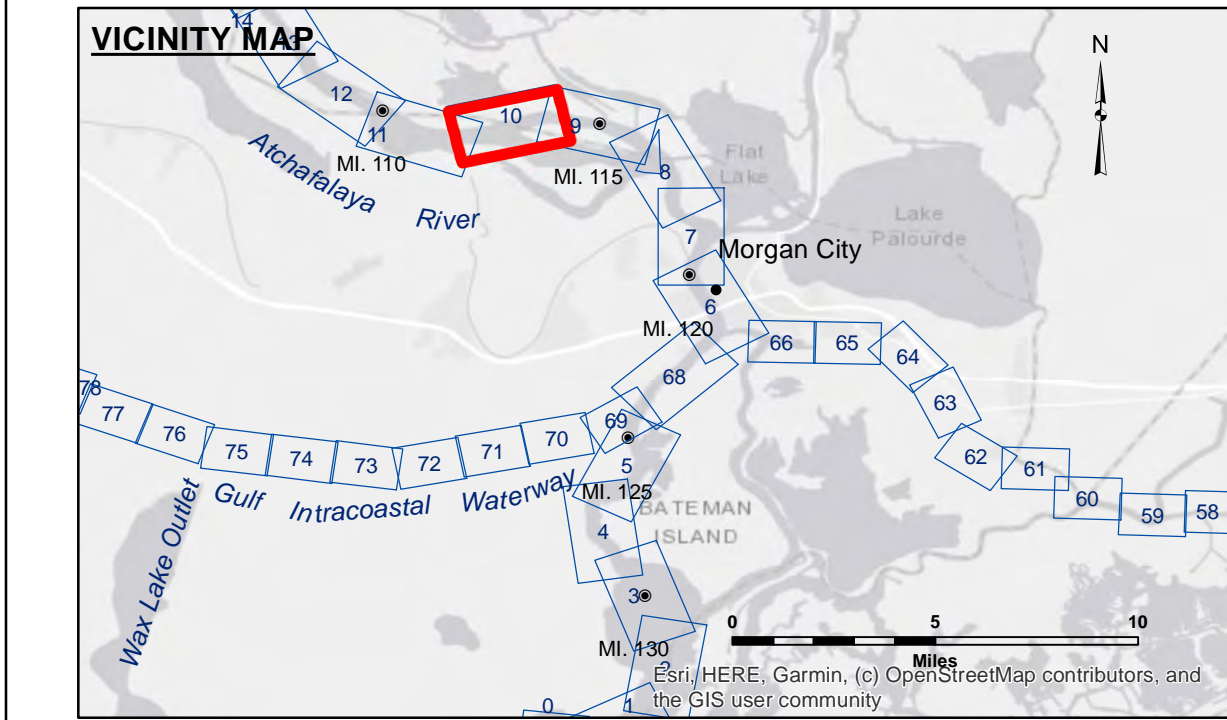 VICINITY MAP
N
14
13
12
11
10
9
8
7
6
MI. 110
MI. 115
Flat
Lake
Lake
Palourde
Atchafalaya River
Morgan City
MI. 120
66
65
64
63
62
61
60
59
58
68
69
70
71
72
73
74
75
76
77
78
5
MI. 125
Gulf Intracoastal Waterway
Wax Lake Outlet
BATEMAN
ISLAND
4
3
MI. 130
2
1
0
0 5 10
Miles
Esri, HERE, Garmin, (c) OpenStreetMap contributors, and
the GIS user community